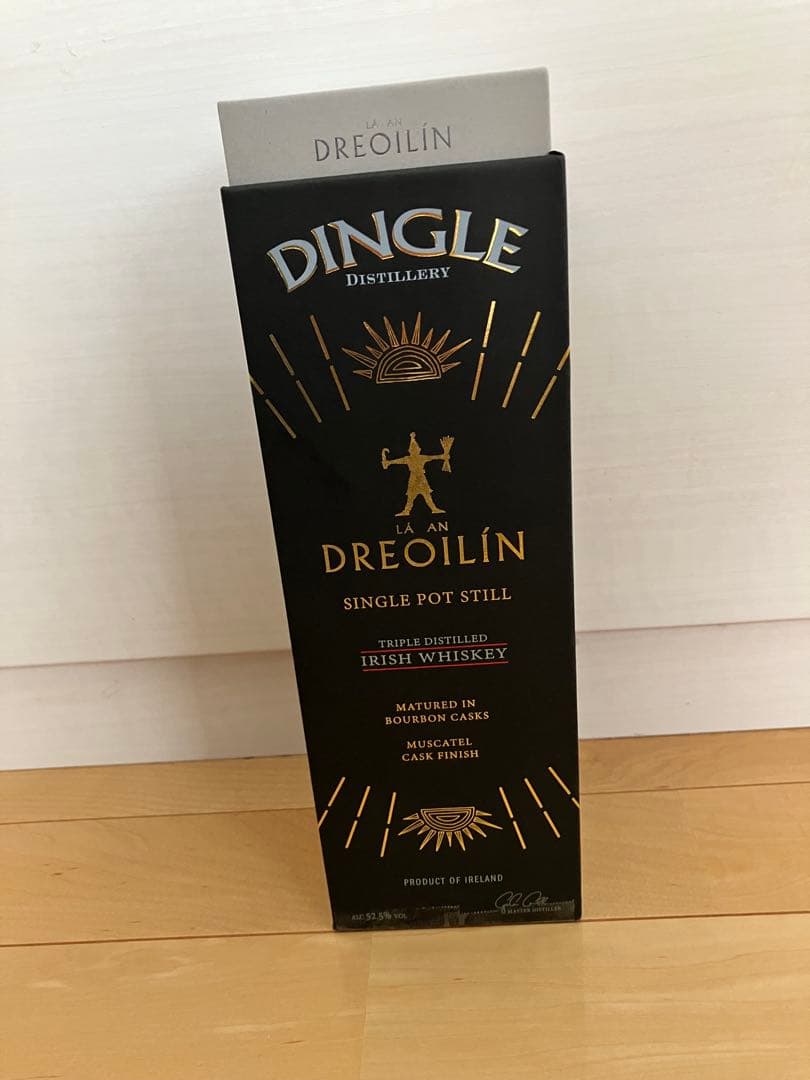 LÁ AN
DREOILÍN
DINGLE
DISTILLERY
LÁ AN
DREOILÍN
SINGLE POT STILL
TRIPLE DISTILLED
IRISH WHISKEY
MATURED IN
BOURBON CASKS
MUSCATEL
CASK FINISH
PRODUCT OF IRELAND
ALC 52.5% VOL
MASTER DISTILLER